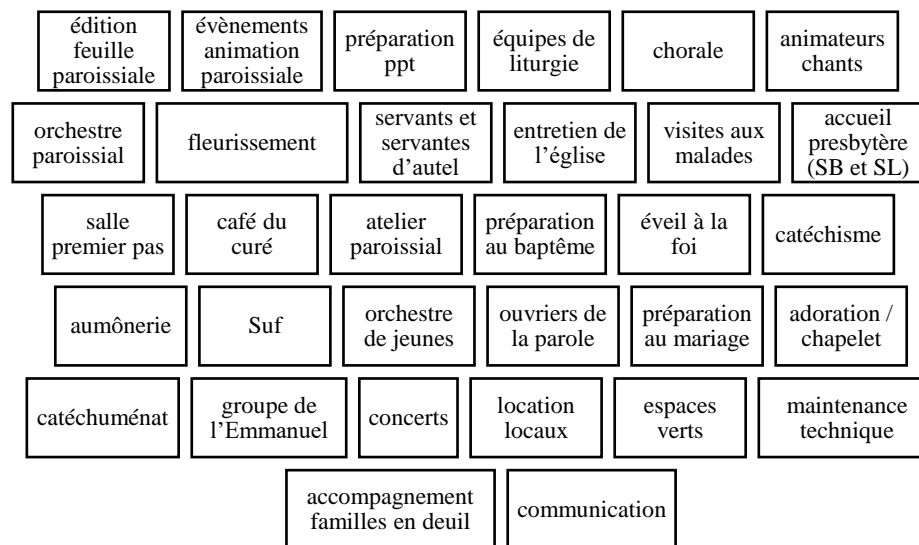 édition
feuille
paroissiale
évènements
animation
paroissiale
préparation
ppt
équipes de
liturgie
chorale
animateurs
chants
orchestre
paroissial
fleurissement
servants et
servantes
d’autel
entretien de
l’église
visites aux
malades
accueil
presbytère
(SB et SL)
salle
premier pas
café du
curé
atelier
paroissial
préparation
au baptême
éveil à la
foi
catéchisme
aumônerie
Suf
orchestre
de jeunes
ouvriers de
la parole
préparation
au mariage
adoration /
chapelet
catéchuménat
groupe de
l’Emmanuel
concerts
location
locaux
espaces
verts
maintenance
technique
accompagnement
familles en deuil
communication